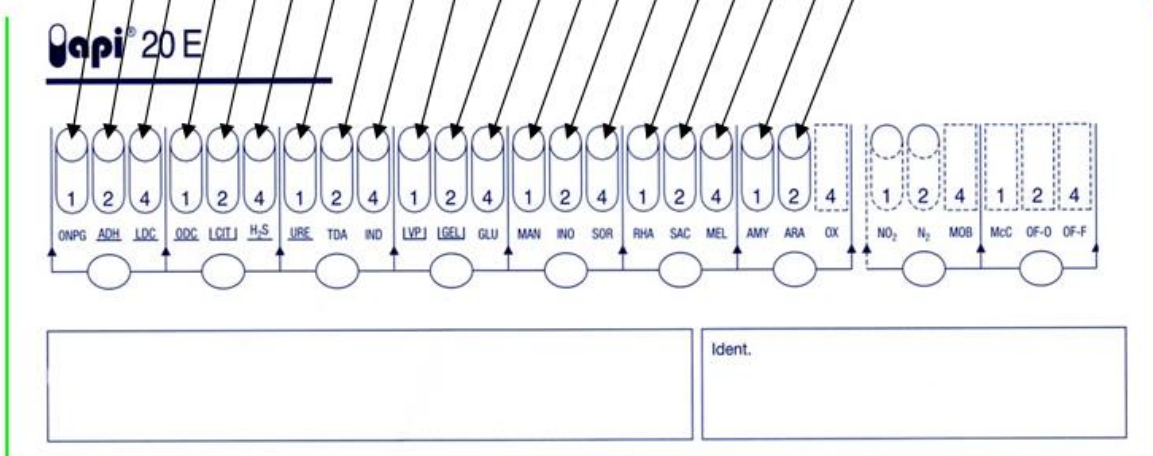 api® 20 E
1 2 4 1 2 4 1 2 4 1 2 4 1 2 4 1 2 4 1 2 4 1 2 4 1 2 4
ONPG ADH LDC ODC CIT H₂S URE TDA IND VP GEL GLU MAN INO SOR RHA SAC MEL AMY ARA OX NO₂ N₂ MOB McC OF-O OF-F
Ident.